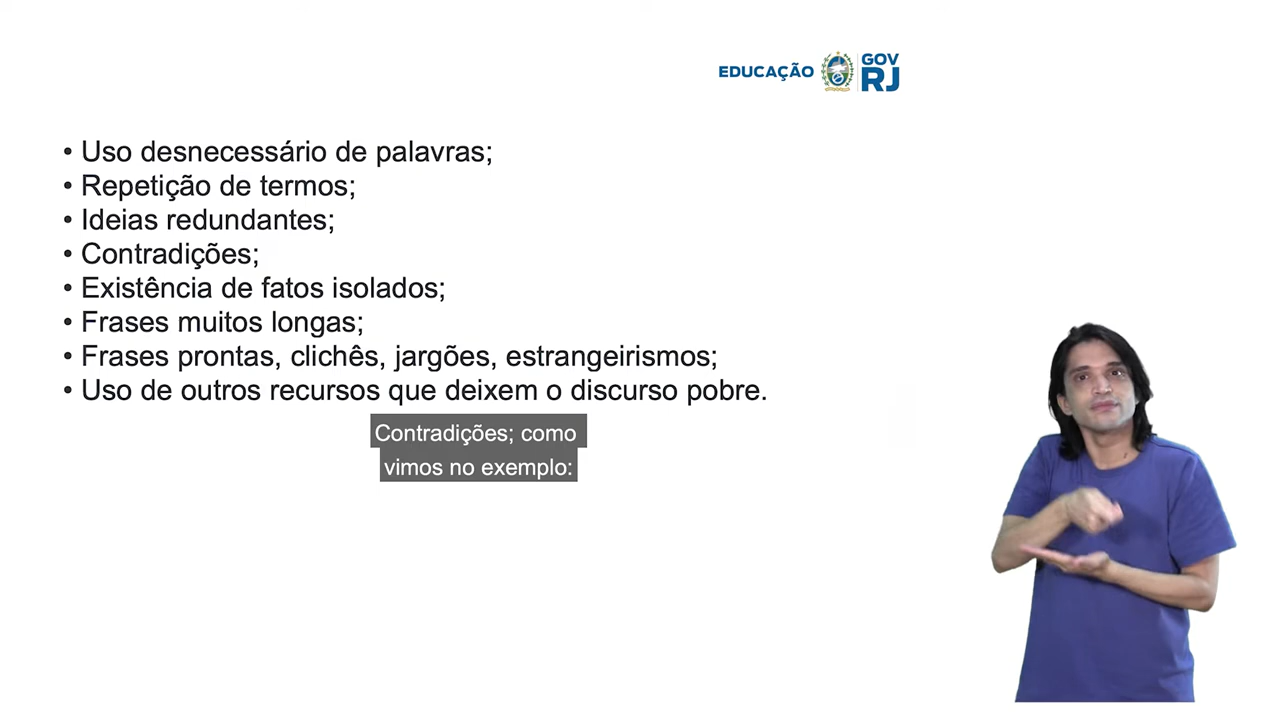 EDUCAÇÃO GOV RJ
• Uso desnecessário de palavras;
• Repetição de termos;
• Ideias redundantes;
• Contradições;
• Existência de fatos isolados;
• Frases muitos longas;
• Frases prontas, clichês, jargões, estrangeirismos;
• Uso de outros recursos que deixem o discurso pobre.
Contradições; como
vimos no exemplo: